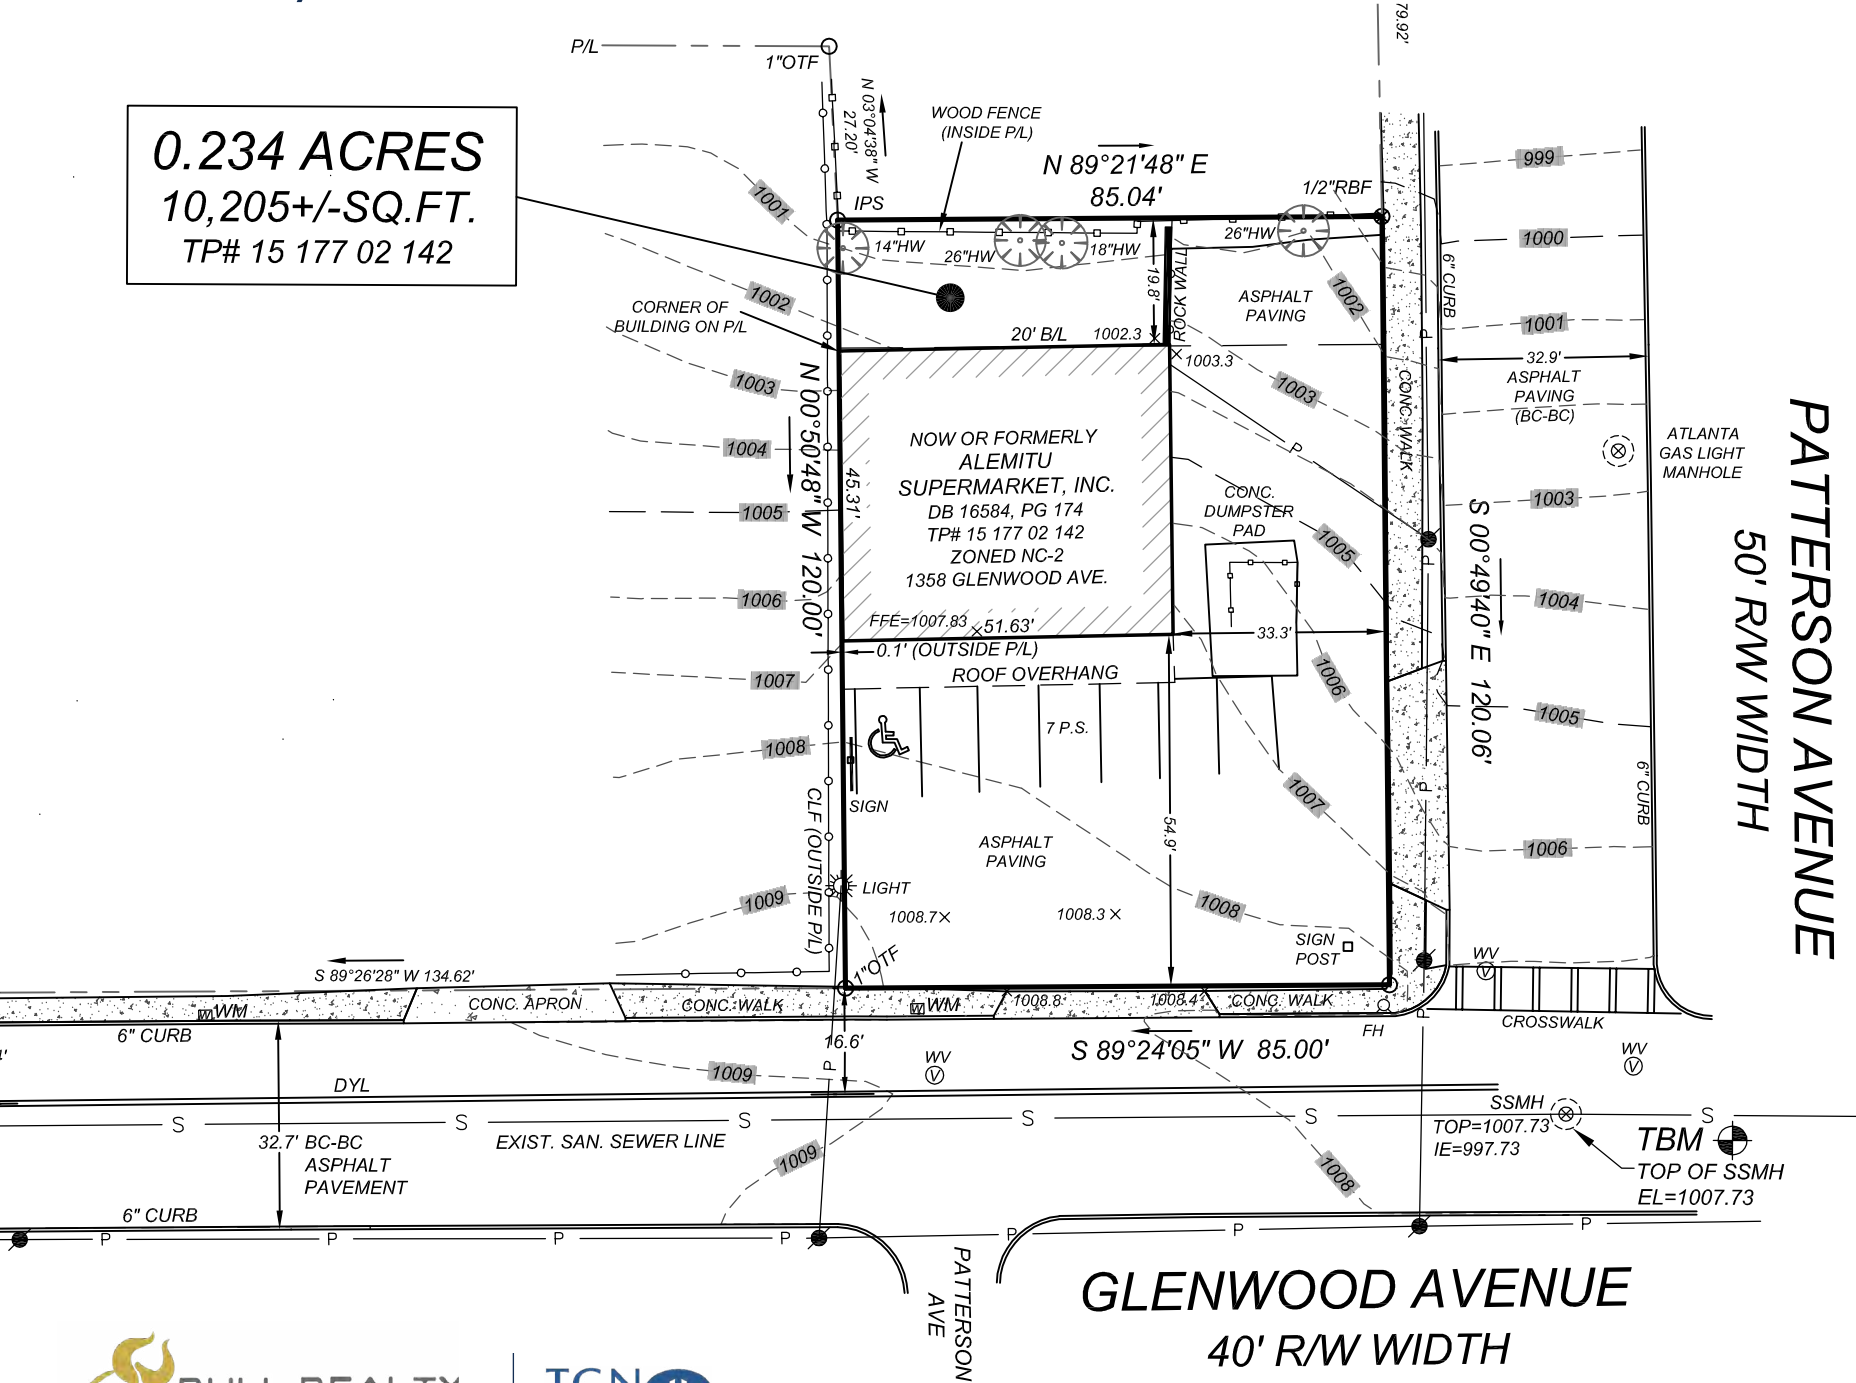 P/L
1"OTF
79.92'
0.234 ACRES
10,205+/-SQ.FT.
TP# 15 177 02 142
N 03°04'38" W
27.20'
WOOD FENCE
(INSIDE P/L)
N 89°21'48" E
85.04'
1/2"RBF
IPS
999
1001
14"HW
26"HW
18"HW
26"HW
1000
6" CURB
1002
CORNER OF
BUILDING ON P/L
19.8'
ROCK WALL
ASPHALT
PAVING
1002
20' B/L
1002.3
1003.3
P
1001
32.9'
ASPHALT
PAVING
(BC-BC)
1003
1003
CONC. WALK
N 00°50'48" W 120.00'
1004
45.31'
NOW OR FORMERLY
ALEMITU
SUPERMARKET, INC.
DB 16584, PG 174
TP# 15 177 02 142
ZONED NC-2
1358 GLENWOOD AVE.
P
ATLANTA
GAS LIGHT
MANHOLE
PATTERSON AVENUE
50' R/W WIDTH
CONC.
DUMPSTER
PAD
1003
S 00°49'40" E 120.06'
1005
1005
P
1006
1004
FFE=1007.83
51.63'
33.3'
0.1' (OUTSIDE P/L)
ROOF OVERHANG
1007
1006
1005
7 P.S.
1008
1007
P
6" CURB
SIGN
CLF (OUTSIDE P/L)
ASPHALT
PAVING
54.9'
1006
LIGHT
1009
1008.7
1008.3
1008
SIGN
POST
1"OTF
WV
V
S 89°26'28" W 134.62'
WM
W
CONC. APRON
CONC. WALK
W
WM
1008.8
1008.4
CONC. WALK
P
CROSSWALK
6" CURB
16.6'
FH
S 89°24'05" W 85.00'
P
WV
V
WV
V
1009
DYL
S
S
S
S
S
S
SSMH
TOP=1007.73
IE=997.73
32.7' BC-BC
ASPHALT
PAVEMENT
EXIST. SAN. SEWER LINE
1009
1008
TBM
TOP OF SSMH
EL=1007.73
6" CURB
P
P
P
P
P
P
P
PATTERSON
AVE
GLENWOOD AVENUE
40' R/W WIDTH
BULL REALTY
TCN